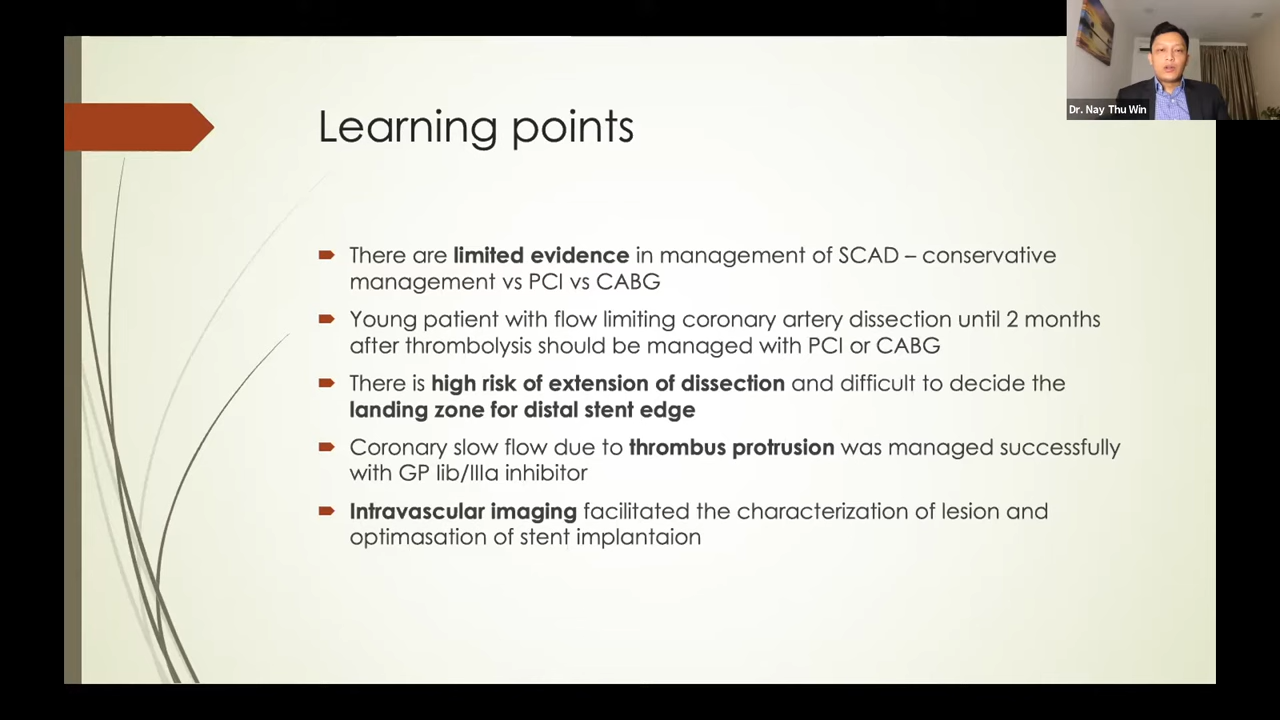 Dr. Nay Thu Win
Learning points
There are limited evidence in management of SCAD – conservative
management vs PCI vs CABG
Young patient with flow limiting coronary artery dissection until 2 months
after thrombolysis should be managed with PCI or CABG
There is high risk of extension of dissection and difficult to decide the
landing zone for distal stent edge
Coronary slow flow due to thrombus protrusion was managed successfully
with GP Iib/IIIa inhibitor
Intravascular imaging facilitated the characterization of lesion and
optimasation of stent implantaion